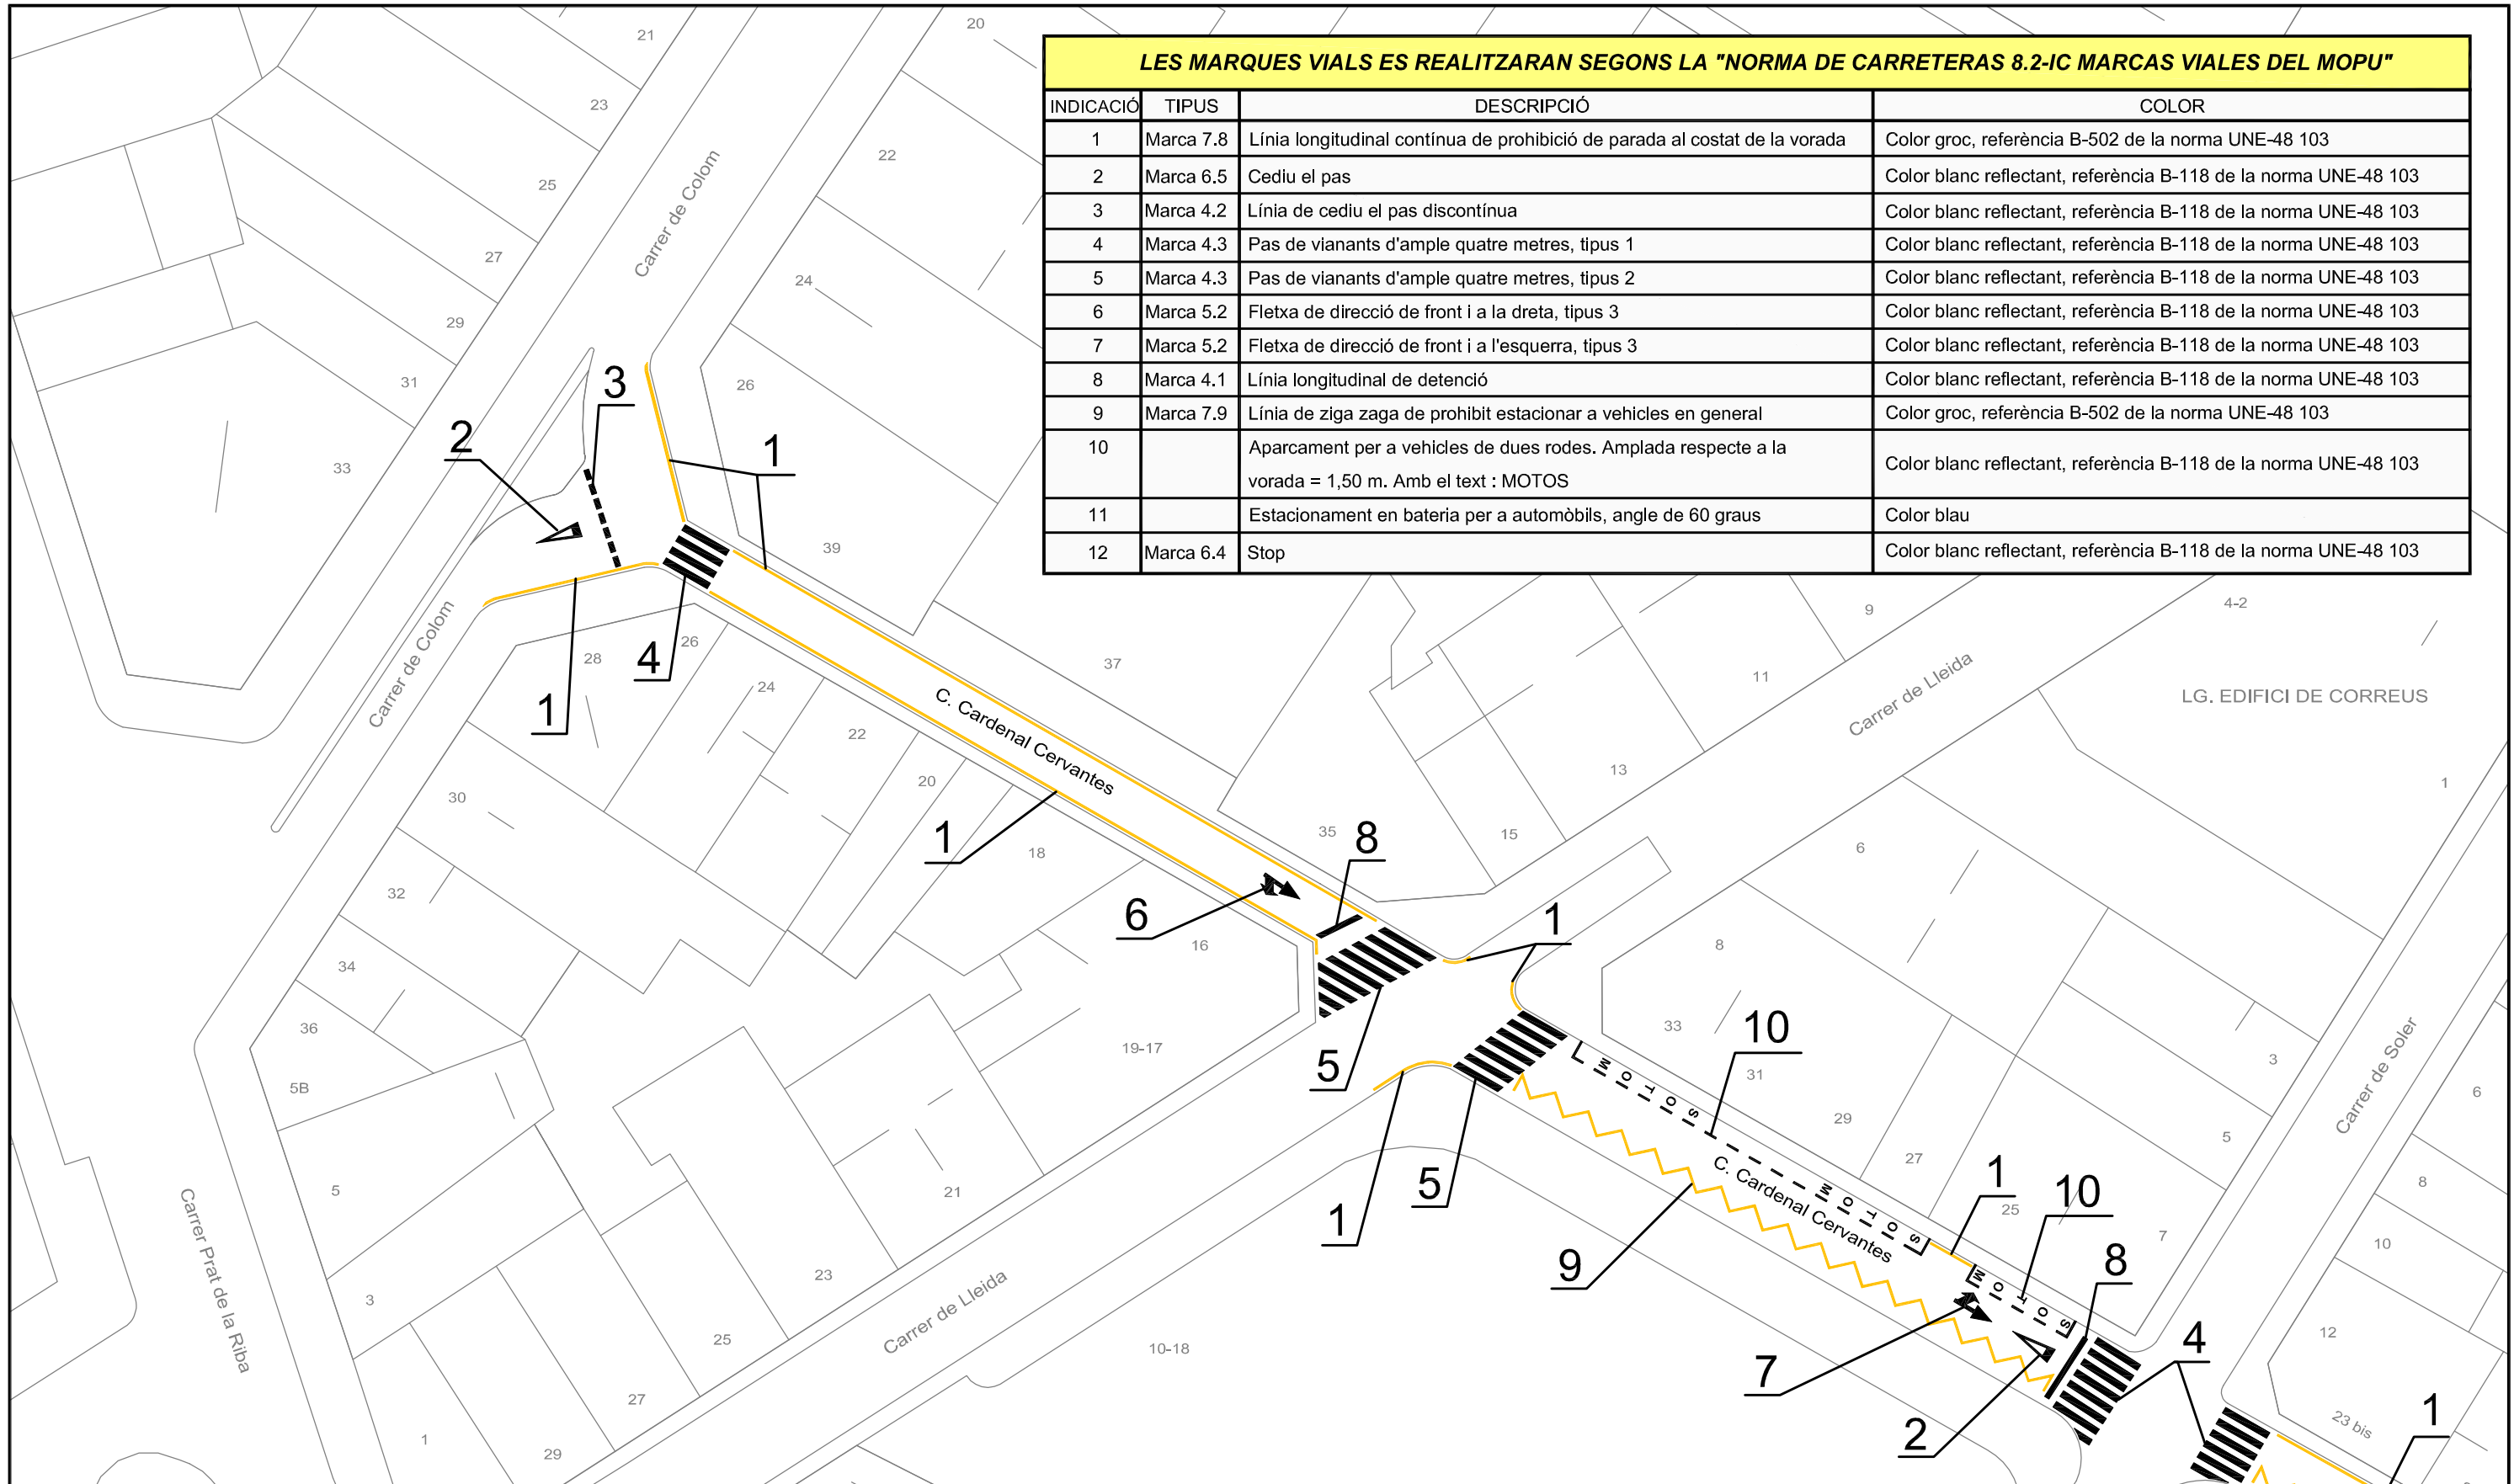 LES MARQUES VIALS ES REALITZARAN SEGONS LA "NORMA DE CARRETERAS 8.2-IC MARCAS VIALES DEL MOPU"
INDICACIÓ TIPUS DESCRIPCIÓ COLOR
1 Marca 7.8 Línia longitudinal contínua de prohibició de parada al costat de la vorada Color groc, referència B-502 de la norma UNE-48 103
2 Marca 6.5 Cediu el pas Color blanc reflectant, referència B-118 de la norma UNE-48 103
3 Marca 4.2 Línia de cediu el pas discontínua Color blanc reflectant, referència B-118 de la norma UNE-48 103
4 Marca 4.3 Pas de vianants d'ample quatre metres, tipus 1 Color blanc reflectant, referència B-118 de la norma UNE-48 103
5 Marca 4.3 Pas de vianants d'ample quatre metres, tipus 2 Color blanc reflectant, referència B-118 de la norma UNE-48 103
6 Marca 5.2 Fletxa de direcció de front i a la dreta, tipus 3 Color blanc reflectant, referència B-118 de la norma UNE-48 103
7 Marca 5.2 Fletxa de direcció de front i a l'esquerra, tipus 3 Color blanc reflectant, referència B-118 de la norma UNE-48 103
8 Marca 4.1 Línia longitudinal de detenció Color blanc reflectant, referència B-118 de la norma UNE-48 103
9 Marca 7.9 Línia de ziga zaga de prohibit estacionar a vehicles en general Color groc, referència B-502 de la norma UNE-48 103
10 Aparcament per a vehicles de dues rodes. Amplada respecte a la
vorada = 1,50 m. Amb el text : MOTOS Color blanc reflectant, referència B-118 de la norma UNE-48 103
11 Estacionament en bateria per a automòbils, angle de 60 graus Color blau
12 Marca 6.4 Stop Color blanc reflectant, referència B-118 de la norma UNE-48 103
20
21
23
22
25
Carrer de Colom
27
24
29
31
26
3
2
1
33
39
Carrer de Colom
28
26
4
1
24
22
20
18
30
32
34
36
5B
5
3
1
37
C. Cardenal Cervantes
1
9
4-2
11
Carrer de Lleida
LG. EDIFICI DE CORREUS
13
1
15
35
8
6
6
16
1
8
19-17
5
33
10
31
29
27
25
7
5
3
Carrer de Soler
6
8
10
12
23 bis
MOTOS
MOTOS
C. Cardenal Cervantes
1
10
MOTOS
8
4
1
5
1
9
7
2
21
23
25
27
29
Carrer de Lleida
10-18
Carrer Prat de la Riba
1